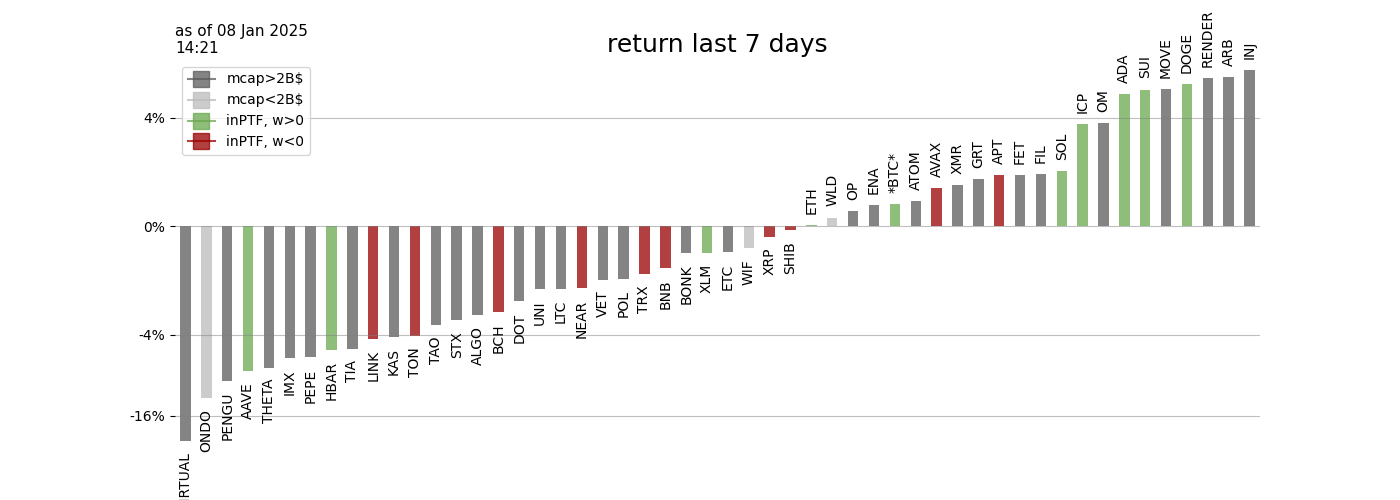 as of 08 Jan 2025
14:21
return last 7 days
mcap>2B$
mcap<2B$
inPTF, w>0
inPTF, w<0
4%
0%
-4%
-16%
RTUAL
ONDO
PENGU
AAVE
THETA
IMX
PEPE
HBAR
TIA
LINK
KAS
TON
TAO
STX
ALGO
BCH
DOT
UNI
LTC
NEAR
VET
POL
TRX
BNB
BONK
XLM
ETC
WIF
XRP
SHIB
ETH
WLD
OP
ENA
*BTC*
ATOM
AVAX
XMR
GRT
APT
FET
FIL
SOL
ICP
OM
ADA
SUI
MOVE
DOGE
RENDER
ARB
INJ